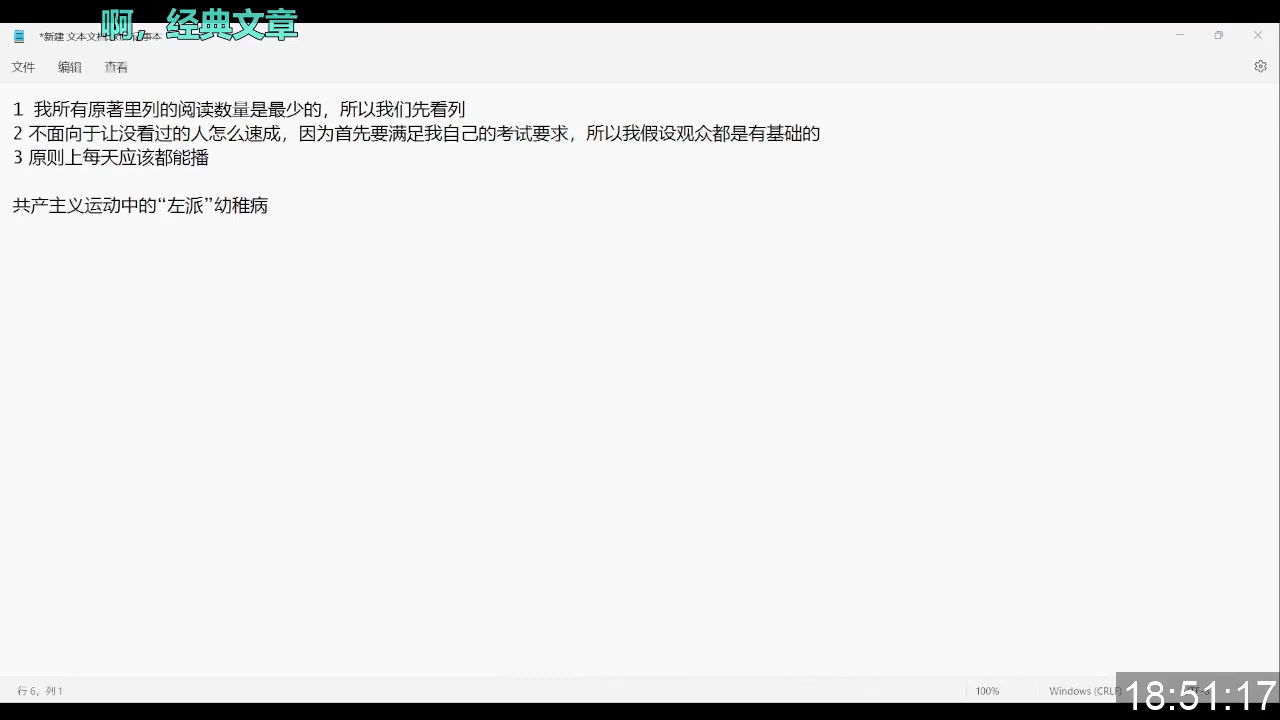 啊，经典文章
*新建 文本文档
事本
文件 编辑 查看
1 我所有原著里列的阅读数量是最少的，所以我们先看列
2 不面向于让没看过的人怎么速成，因为首先要满足我自己的考试要求，所以我假设观众都是有基础的
3 原则上每天应该都能播
共产主义运动中的“左派”幼稚病
行 6，列 1
100%
Windows (CRLF)
18:51:17